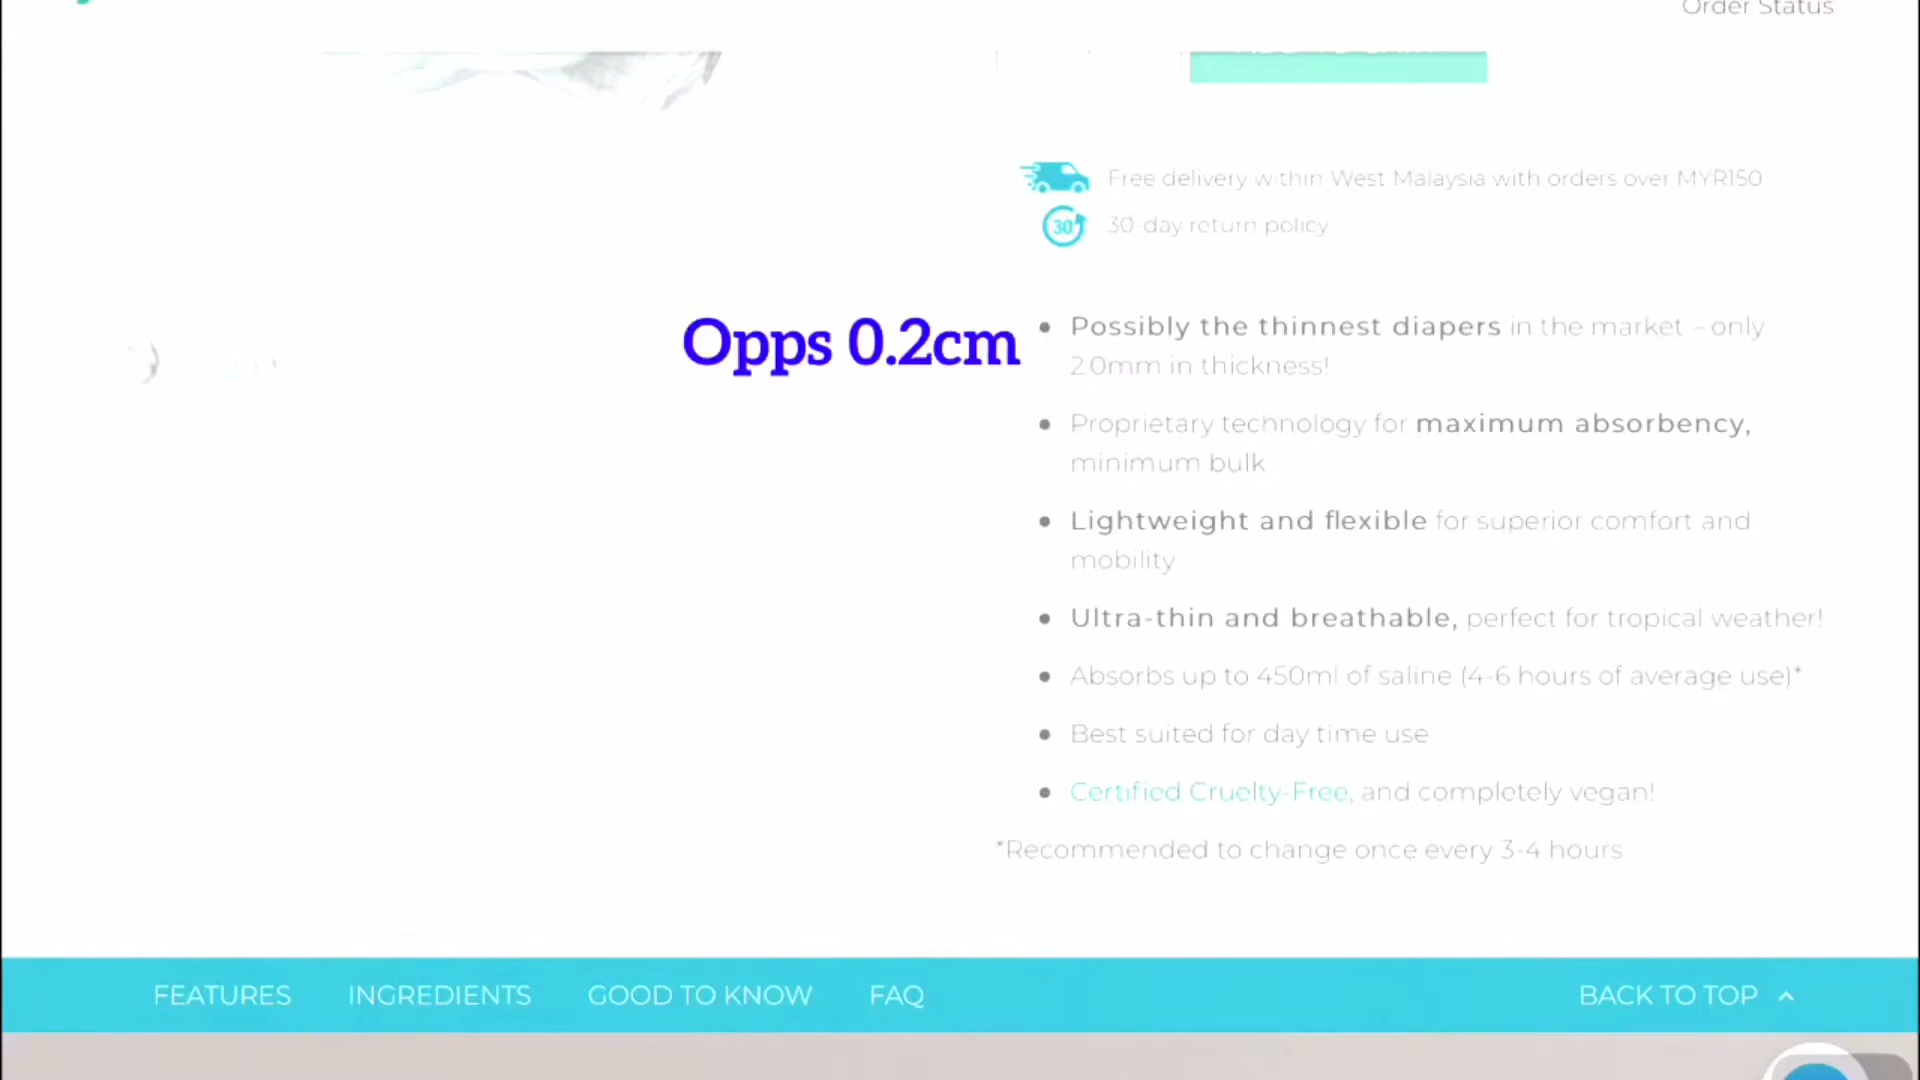 Order Status
Free delivery within West Malaysia with orders over MYR150
30
30-day return policy
Opps 0.2cm
Possibly the thinnest diapers in the market – only
2.0mm in thickness!
Proprietary technology for maximum absorbency,
minimum bulk
Lightweight and flexible for superior comfort and
mobility
Ultra-thin and breathable, perfect for tropical weather!
Absorbs up to 450ml of saline (4-6 hours of average use)*
Best suited for day time use
Certified Cruelty-Free, and completely vegan!
*Recommended to change once every 3-4 hours
FEATURES INGREDIENTS GOOD TO KNOW FAQ BACK TO TOP